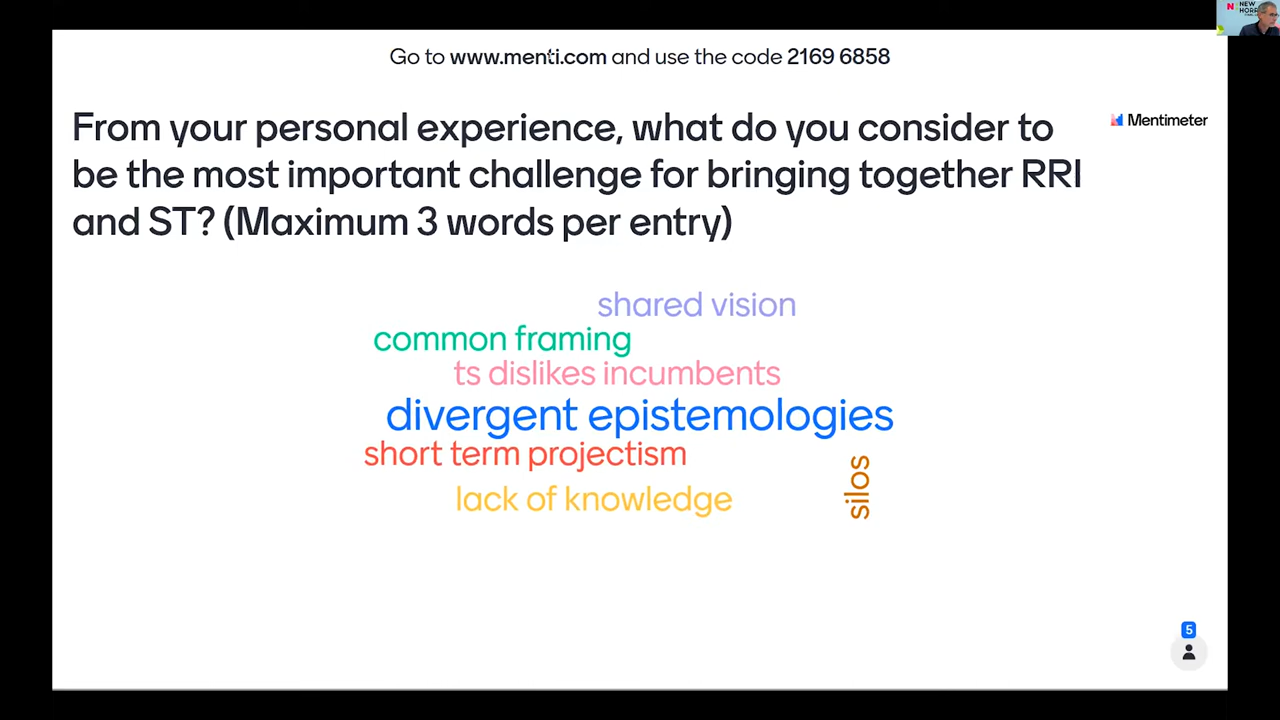 NEW
HORR
Go to www.menti.com and use the code 2169 6858
Mentimeter
From your personal experience, what do you consider to
be the most important challenge for bringing together RRI
and ST? (Maximum 3 words per entry)
shared vision
common framing
ts dislikes incumbents
divergent epistemologies
short term projectism
silos
lack of knowledge
5